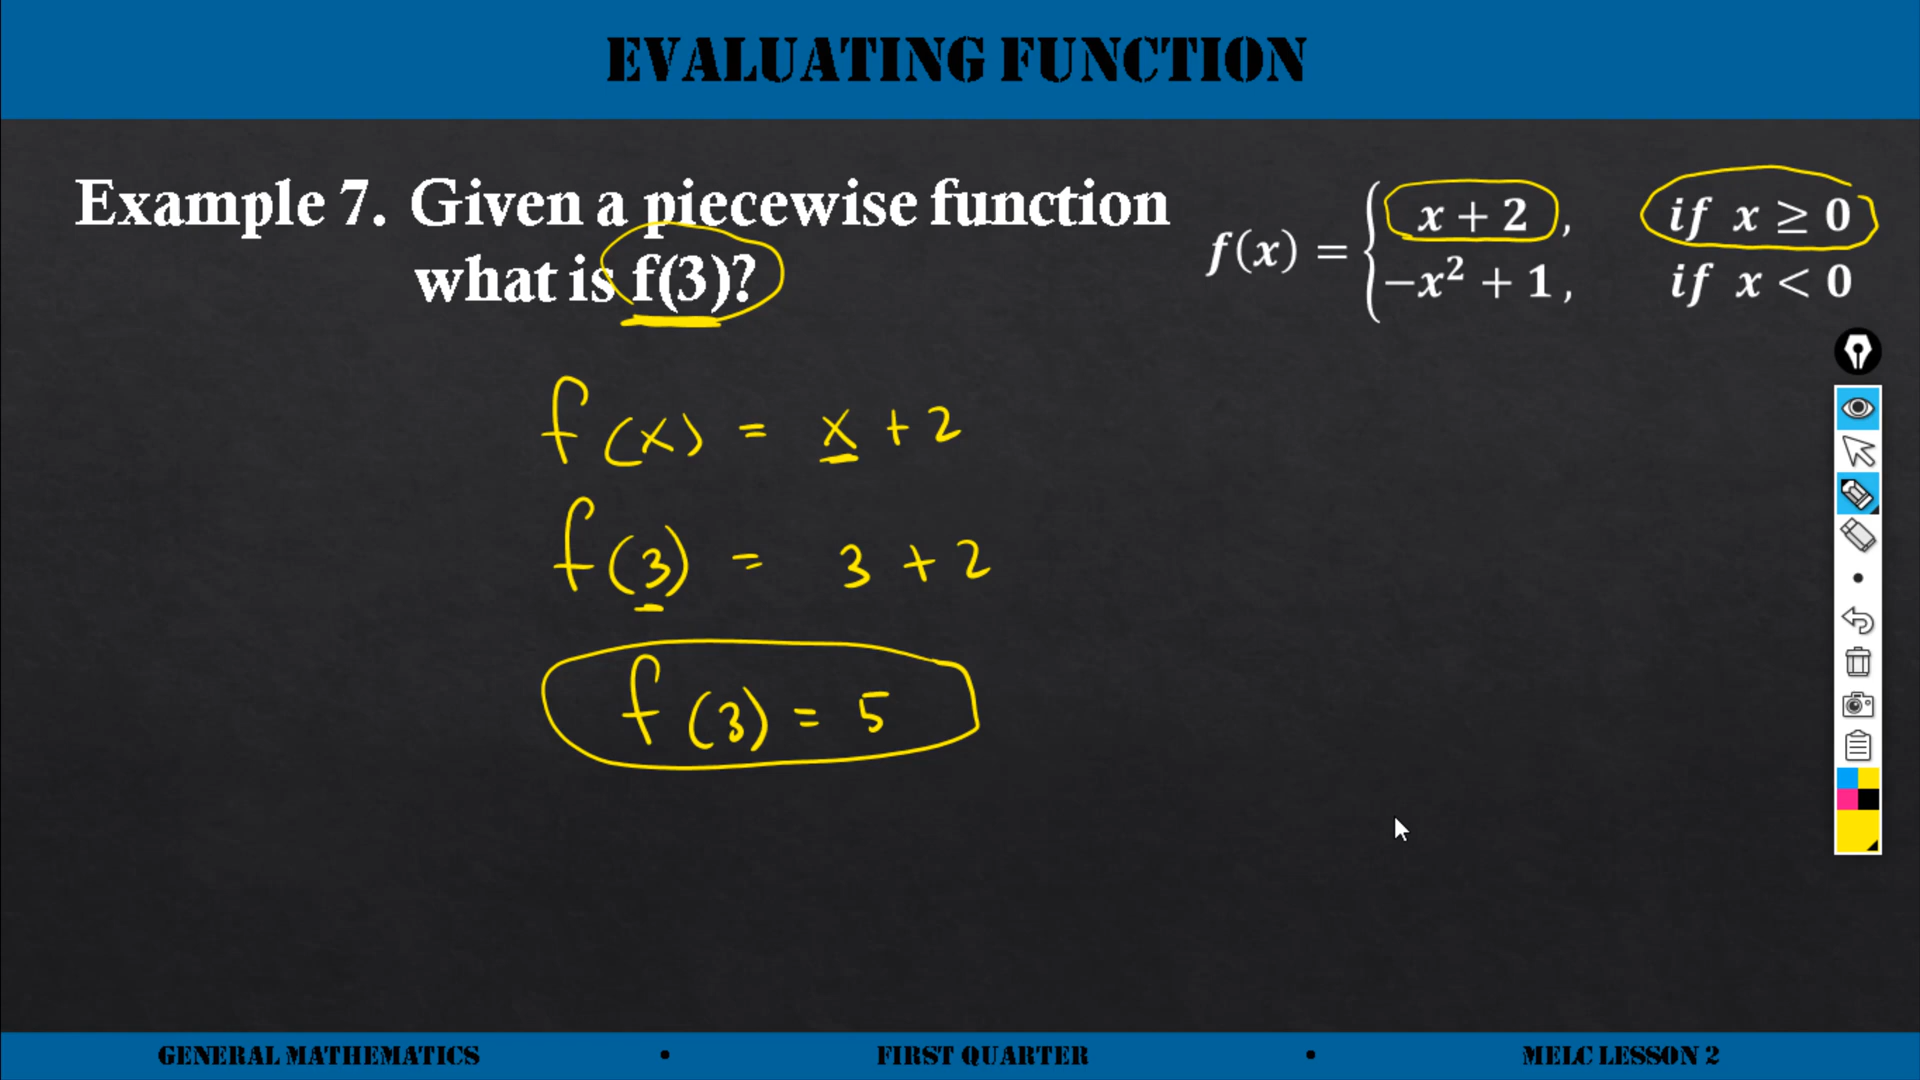 EVALUATING FUNCTION
Example 7. Given a piecewise function
what is f(3)?
f(x) = { x + 2, if x ≥ 0
−x² + 1, if x < 0
f(x) = x + 2
f(3) = 3 + 2
f(3) = 5
GENERAL MATHEMATICS • FIRST QUARTER • MELC LESSON 2